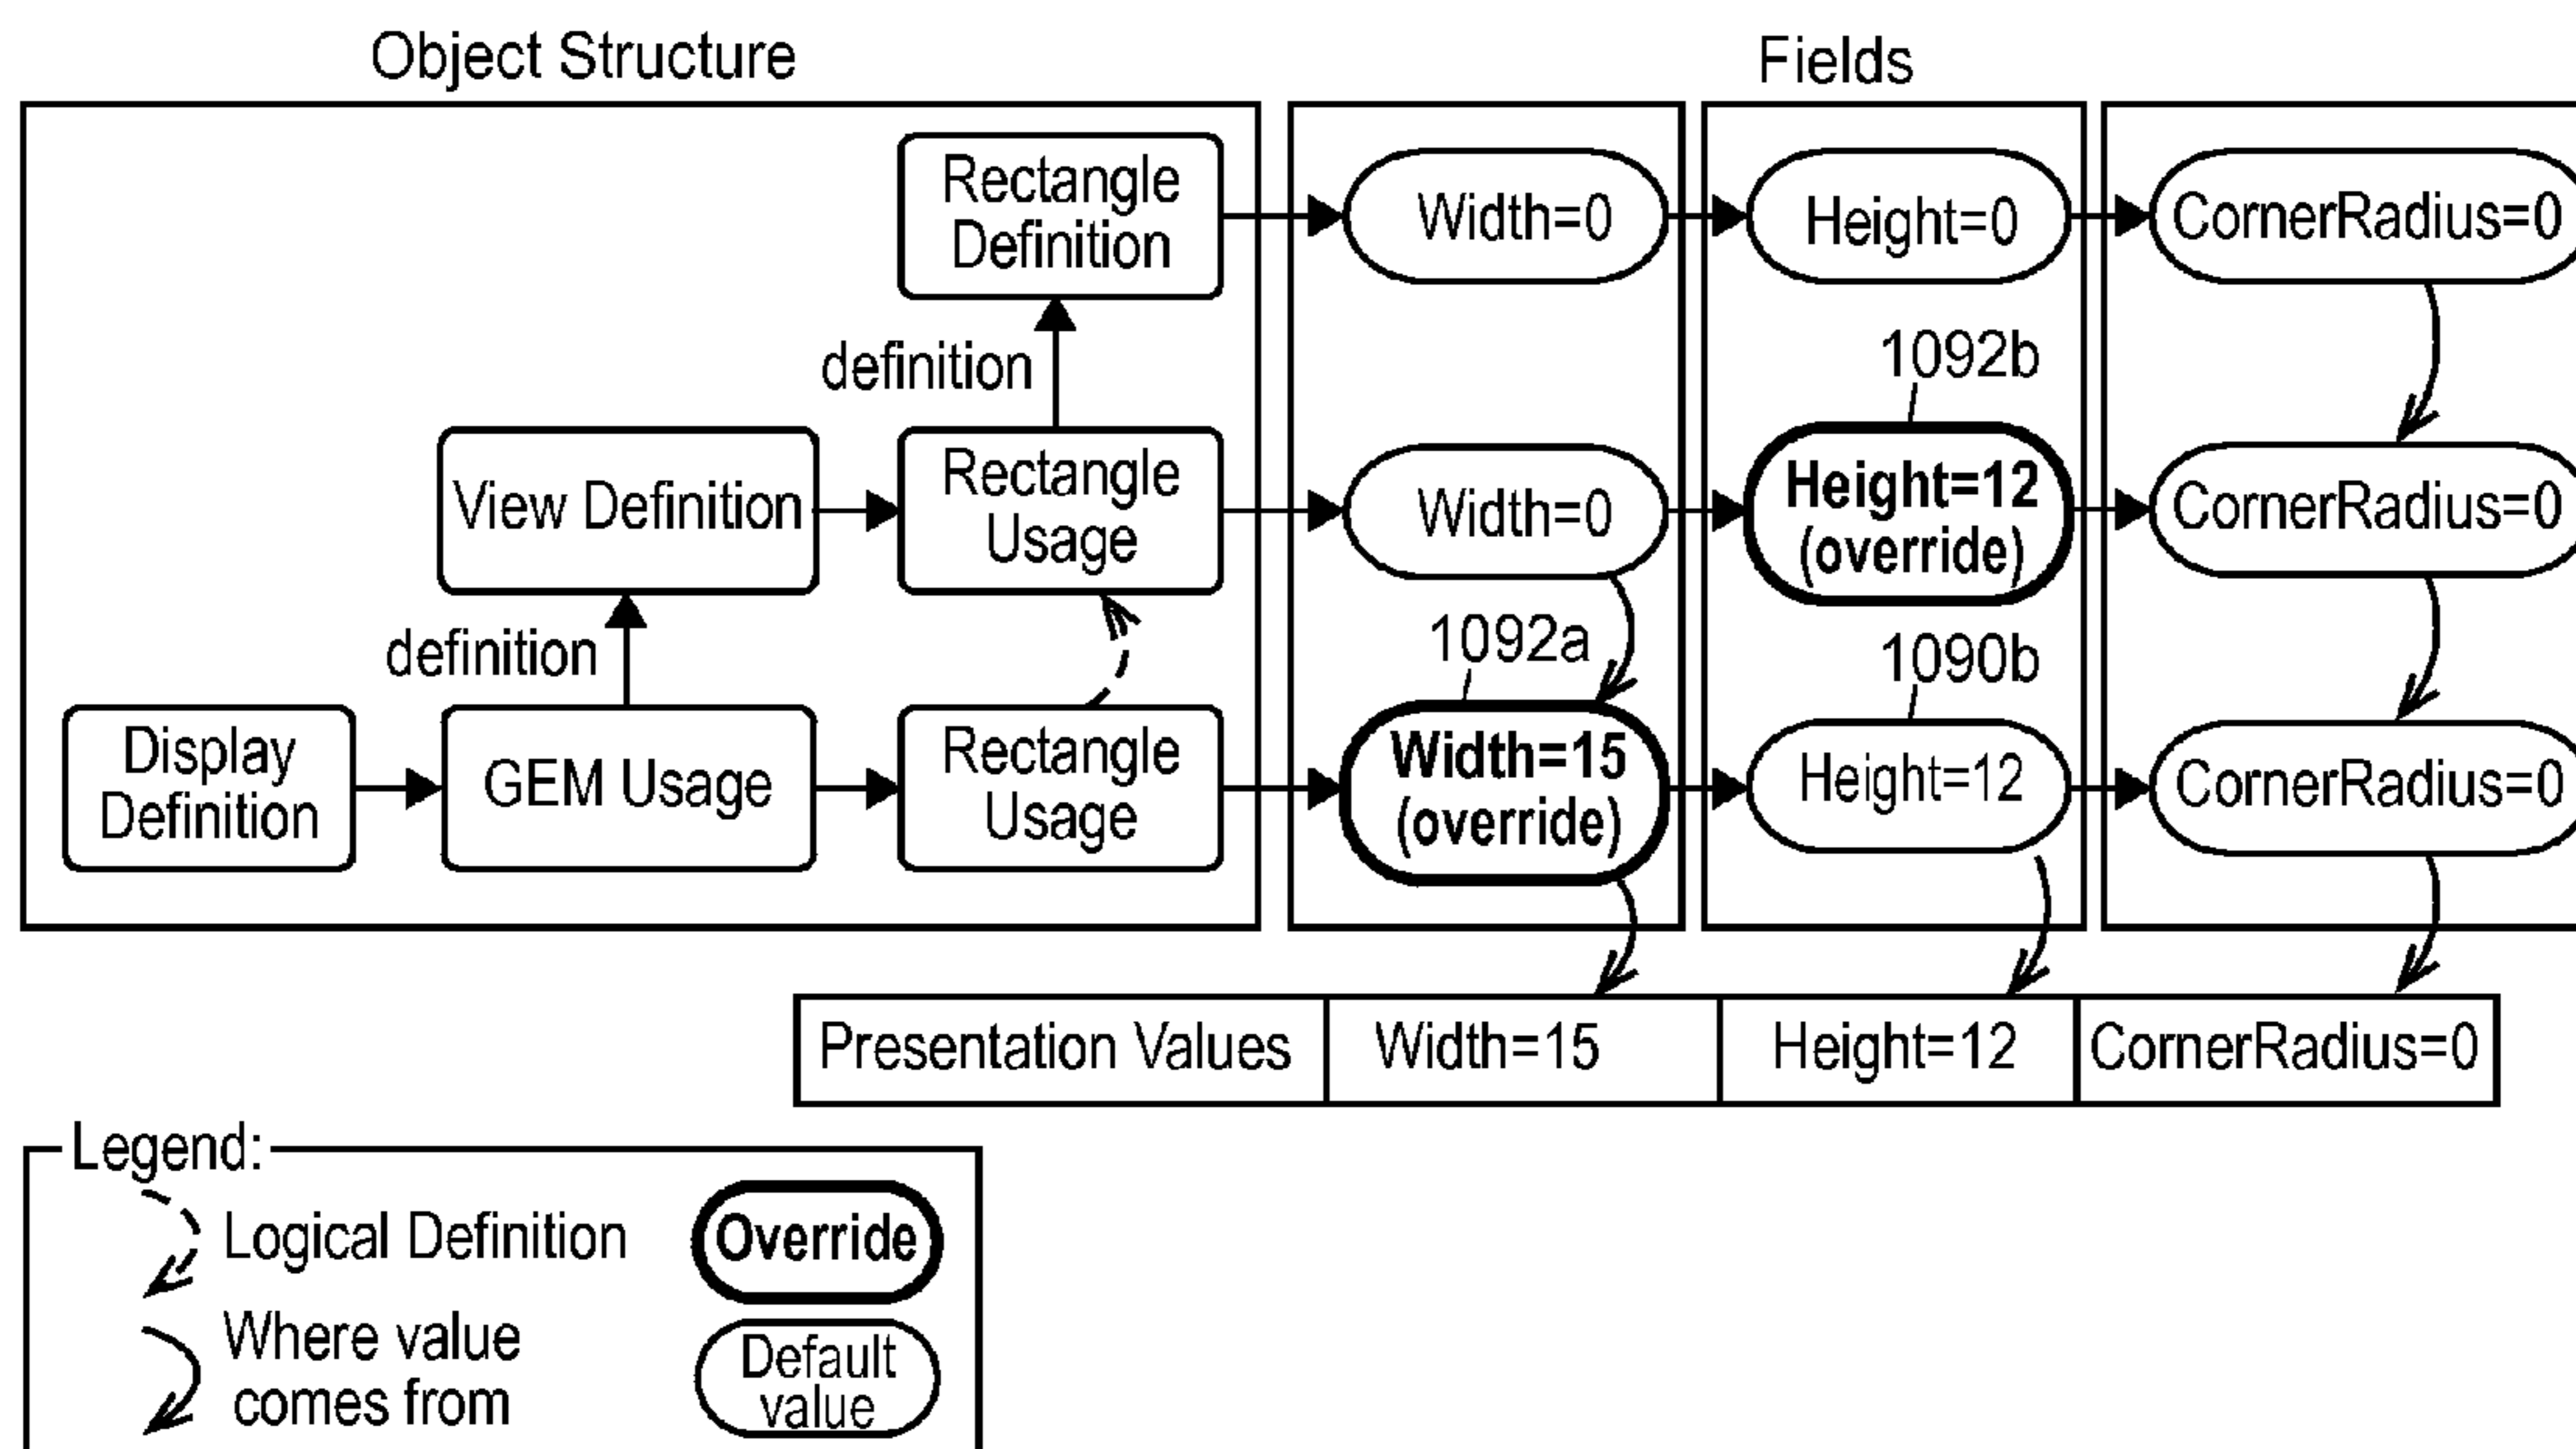 Object Structure
Fields
Rectangle
Definition
Width=0
Height=0
CornerRadius=0
definition
1092b
View Definition
Rectangle
Usage
Width=0
Height=12
(override)
CornerRadius=0
definition
1092a
1090b
Display
Definition
GEM Usage
Rectangle
Usage
Width=15
(override)
Height=12
CornerRadius=0
Presentation Values
Width=15
Height=12
CornerRadius=0
Legend:
Logical Definition
Override
Where value
comes from
Default
value